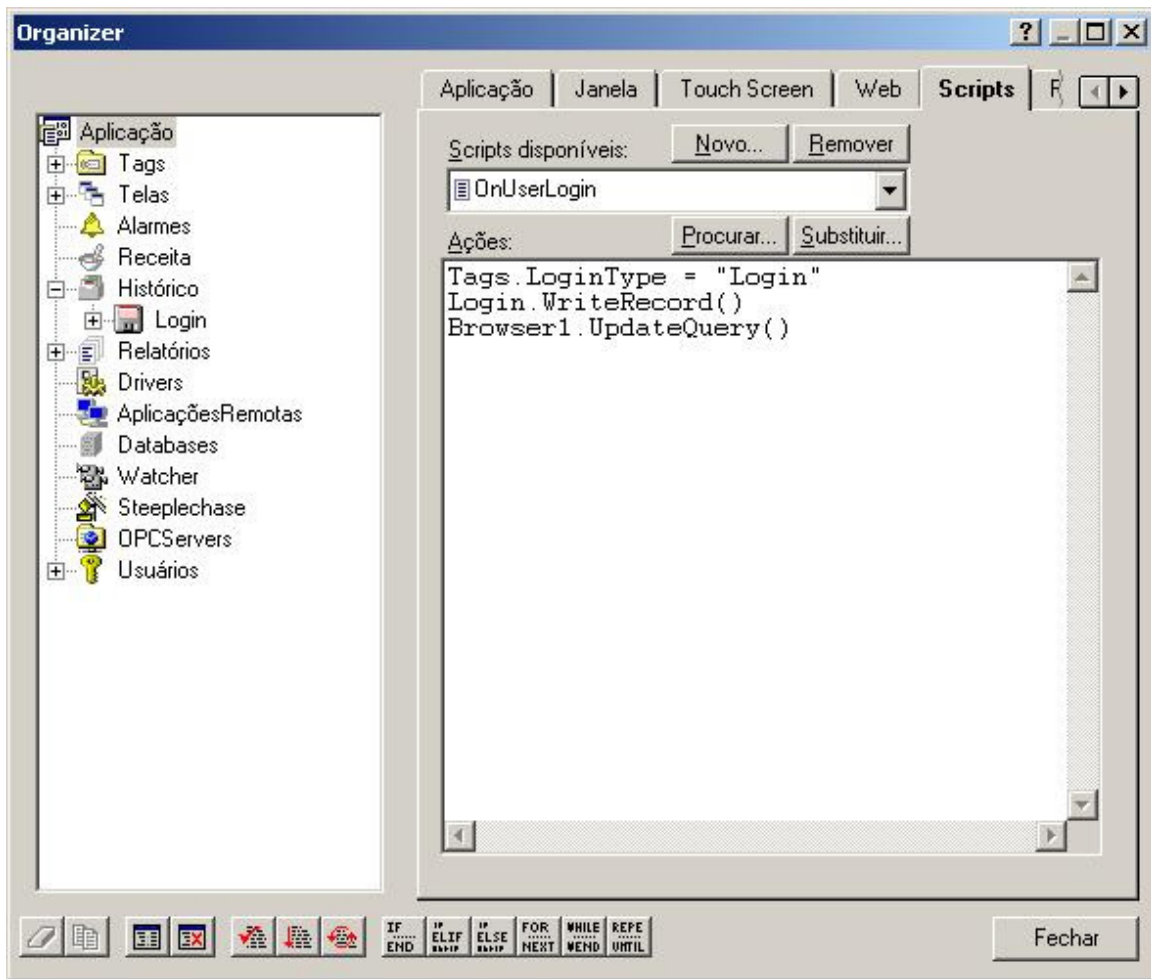 Organizer
Aplicação Janela Touch Screen Web Scripts
Aplicação
Tags
Telas
Alarmes
Receita
Histórico
Login
Relatórios
Drivers
AplicaçõesRemotas
Databases
Watcher
Steeplechase
OPCServers
Usuários
Scripts disponíveis: Novo... Remover
OnUserLogin
Ações: Procurar... Substituir...
Tags.LoginType = "Login"
Login.WriteRecord()
Browser1.UpdateQuery()
IF END
IF ELIF
IF ELSE
FOR NEXT
WHILE WEND
REPE UNTIL
Fechar